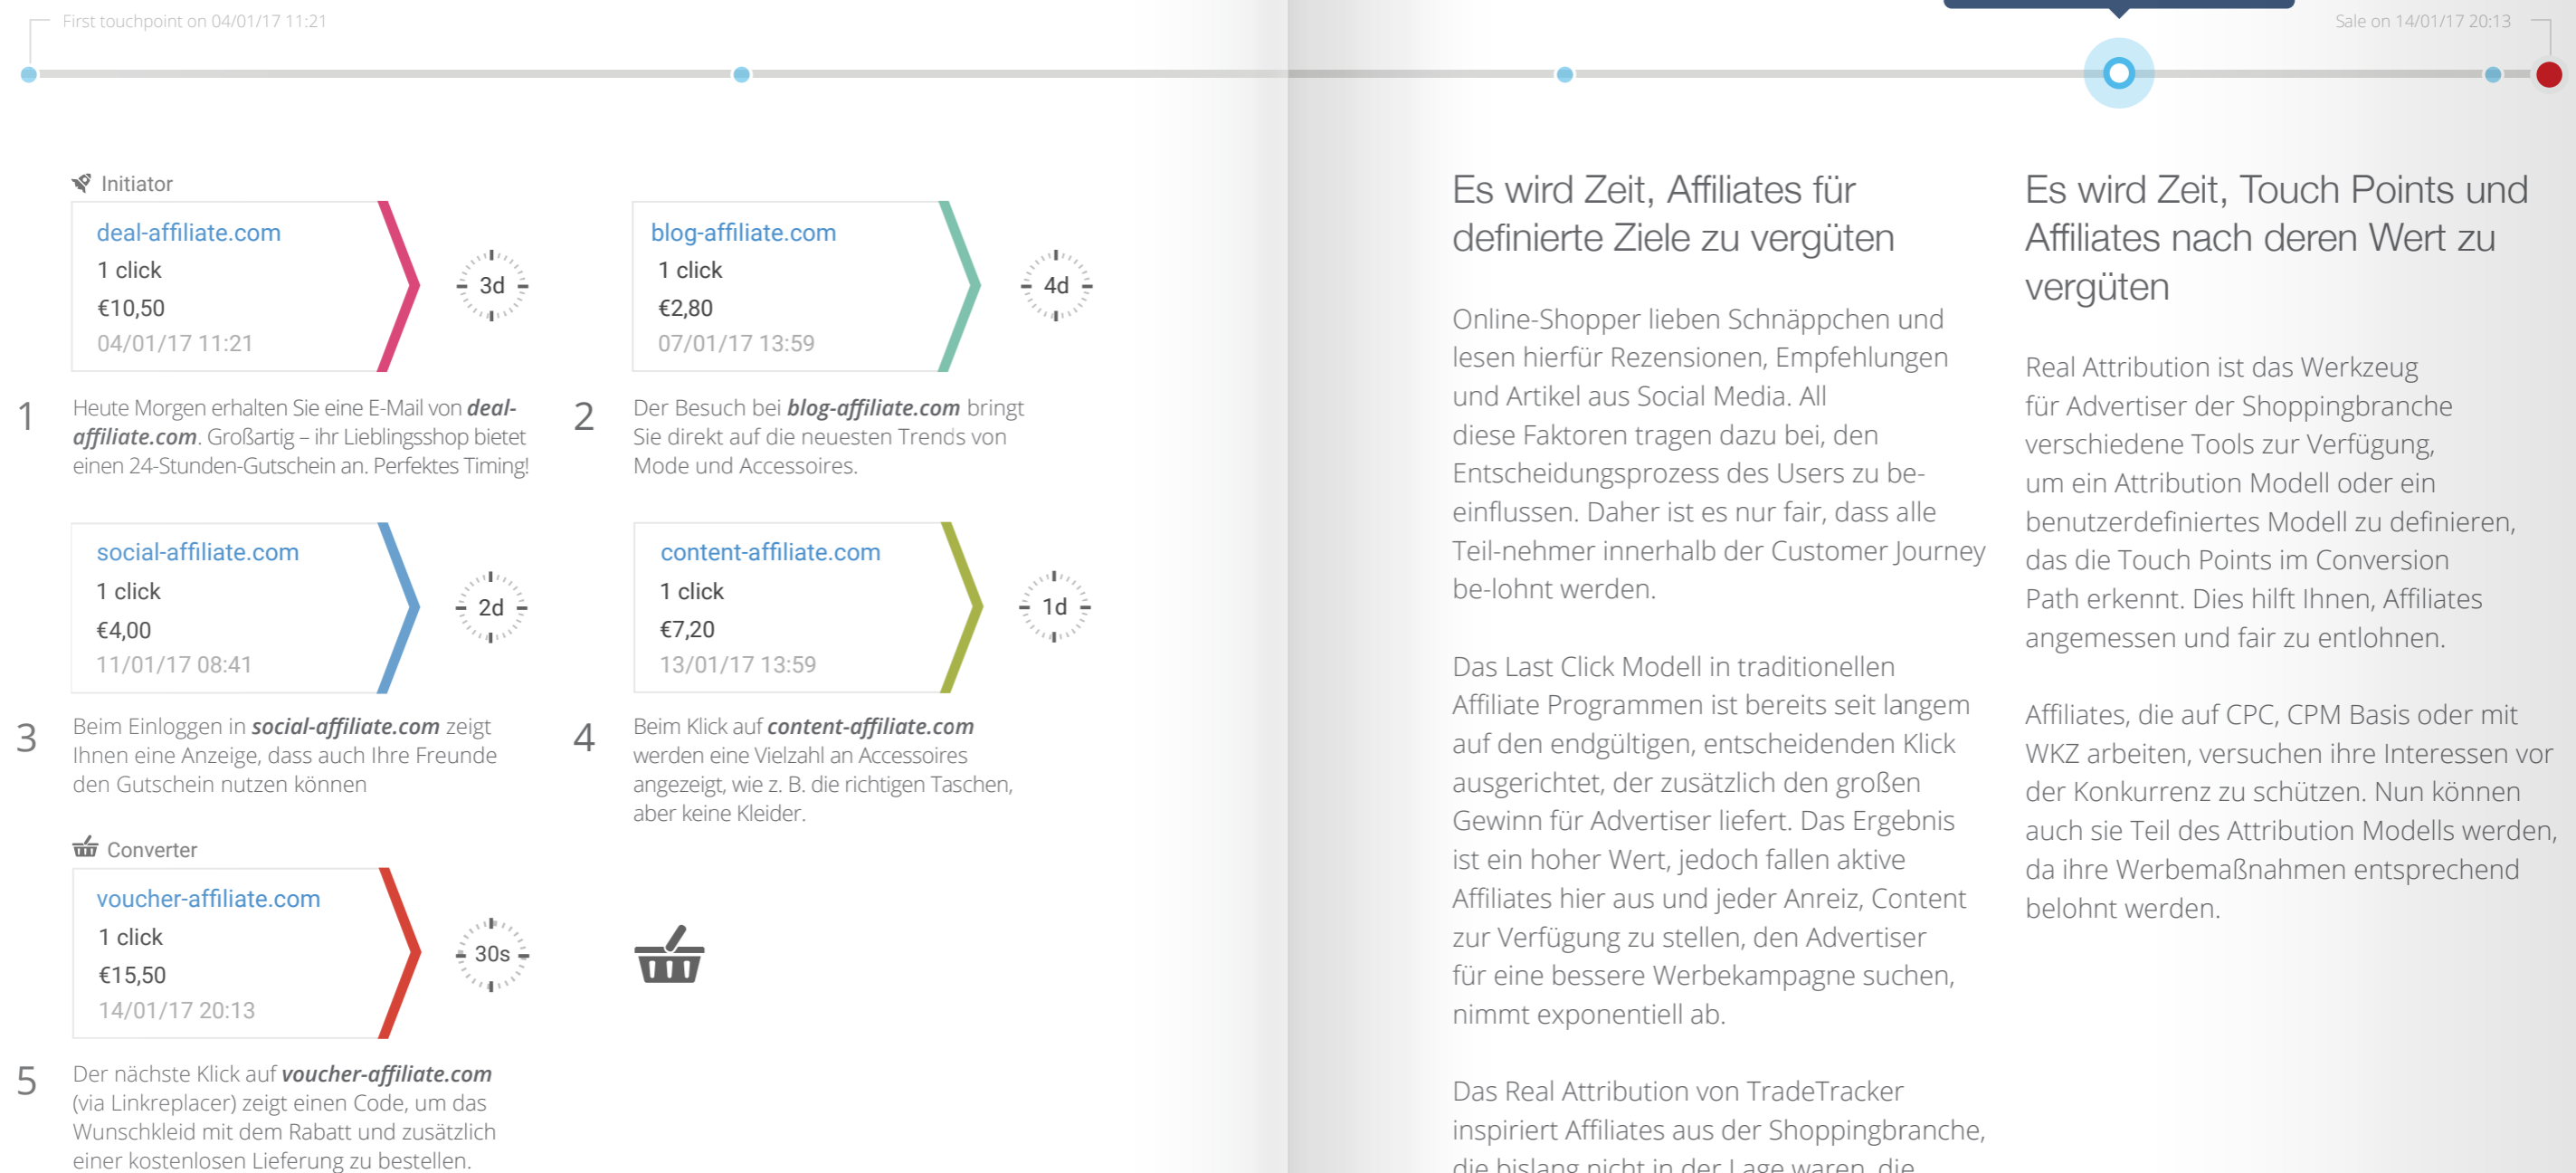 First touchpoint on 04/01/17 11:21
Sale on 14/01/17 20:13
Initiator
deal-affiliate.com
1 click
€10,50
04/01/17 11:21
3d
1
Heute Morgen erhalten Sie eine E-Mail von deal-
affiliate.com. Großartig – ihr Lieblingsshop bietet
einen 24-Stunden-Gutschein an. Perfektes Timing!
blog-affiliate.com
1 click
€2,80
07/01/17 13:59
4d
2
Der Besuch bei blog-affiliate.com bringt
Sie direkt auf die neuesten Trends von
Mode und Accessoires.
social-affiliate.com
1 click
€4,00
11/01/17 08:41
2d
3
Beim Einloggen in social-affiliate.com zeigt
Ihnen eine Anzeige, dass auch Ihre Freunde
den Gutschein nutzen können
content-affiliate.com
1 click
€7,20
13/01/17 13:59
1d
4
Beim Klick auf content-affiliate.com
werden eine Vielzahl an Accessoires
angezeigt, wie z. B. die richtigen Taschen,
aber keine Kleider.
Converter
voucher-affiliate.com
1 click
€15,50
14/01/17 20:13
30s
5
Der nächste Klick auf voucher-affiliate.com
(via Linkreplacer) zeigt einen Code, um das
Wunschkleid mit dem Rabatt und zusätzlich
einer kostenlosen Lieferung zu bestellen.
Es wird Zeit, Affiliates für
definierte Ziele zu vergüten
Online-Shopper lieben Schnäppchen und
lesen hierfür Rezensionen, Empfehlungen
und Artikel aus Social Media. All
diese Faktoren tragen dazu bei, den
Entscheidungsprozess des Users zu be-
einflussen. Daher ist es nur fair, dass alle
Teil-nehmer innerhalb der Customer Journey
be-lohnt werden.
Das Last Click Modell in traditionellen
Affiliate Programmen ist bereits seit langem
auf den endgültigen, entscheidenden Klick
ausgerichtet, der zusätzlich den großen
Gewinn für Advertiser liefert. Das Ergebnis
ist ein hoher Wert, jedoch fallen aktive
Affiliates hier aus und jeder Anreiz, Content
zur Verfügung zu stellen, den Advertiser
für eine bessere Werbekampagne suchen,
nimmt exponentiell ab.
Das Real Attribution von TradeTracker
inspiriert Affiliates aus der Shoppingbranche,
die bislang nicht in der Lage waren, die
Es wird Zeit, Touch Points und
Affiliates nach deren Wert zu
vergüten
Real Attribution ist das Werkzeug
für Advertiser der Shoppingbranche
verschiedene Tools zur Verfügung,
um ein Attribution Modell oder ein
benutzerdefiniertes Modell zu definieren,
das die Touch Points im Conversion
Path erkennt. Dies hilft Ihnen, Affiliates
angemessen und fair zu entlohnen.
Affiliates, die auf CPC, CPM Basis oder mit
WKZ arbeiten, versuchen ihre Interessen vor
der Konkurrenz zu schützen. Nun können
auch sie Teil des Attribution Modells werden,
da ihre Werbemaßnahmen entsprechend
belohnt werden.